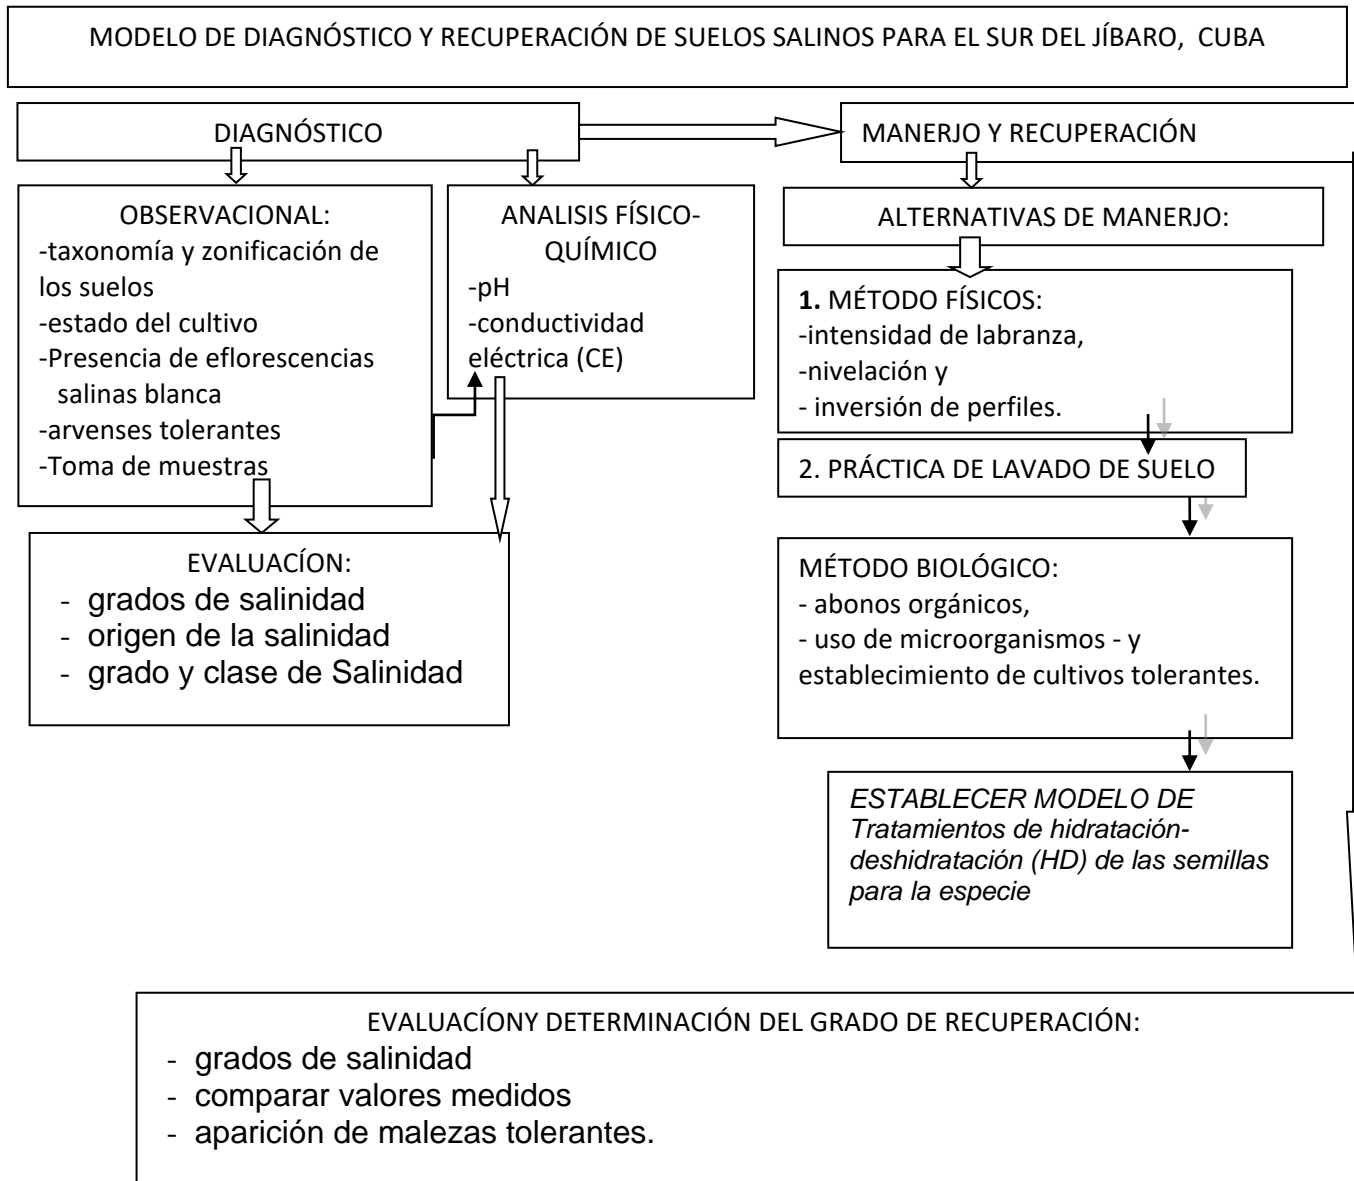 MODELO DE DIAGNÓSTICO Y RECUPERACIÓN DE SUELOS SALINOS PARA EL SUR DEL JÍBARO, CUBA
DIAGNÓSTICO
MANERJO Y RECUPERACIÓN
OBSERVACIONAL:
-taxonomía y zonificación de
los suelos
-estado del cultivo
-Presencia de eflorescencias
salinas blanca
-arvenses tolerantes
-Toma de muestras
ANALISIS FÍSICO-
QUÍMICO
-pH
-conductividad
eléctrica (CE)
EVALUACÍON:
- grados de salinidad
- origen de la salinidad
- grado y clase de Salinidad
ALTERNATIVAS DE MANERJO:
1. MÉTODO FÍSICOS:
-intensidad de labranza,
-nivelación y
- inversión de perfiles.
2. PRÁCTICA DE LAVADO DE SUELO
MÉTODO BIOLÓGICO:
- abonos orgánicos,
- uso de microorganismos - y
establecimiento de cultivos tolerantes.
ESTABLECER MODELO DE
Tratamientos de hidratación-
deshidratación (HD) de las semillas
para la especie
EVALUACÍONY DETERMINACIÓN DEL GRADO DE RECUPERACIÓN:
- grados de salinidad
- comparar valores medidos
- aparición de malezas tolerantes.